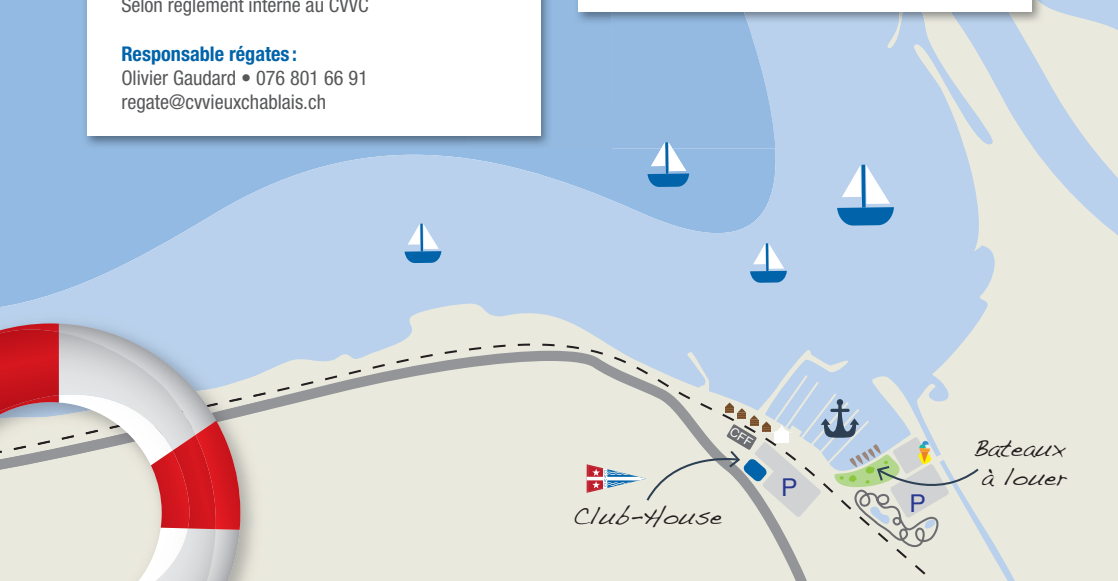 Selon règlement interne au CVVC
Responsable régates :
Olivier Gaudard • 076 801 66 91
regate@cvvieuxchablais.ch
CFF
P
Club-House
Bateaux
à louer
P